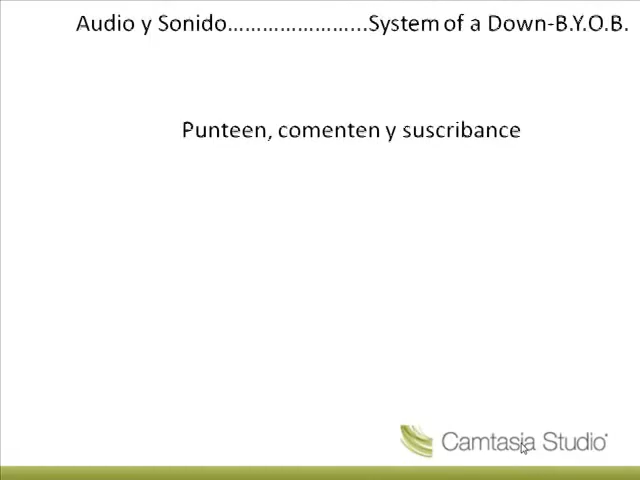 Audio y Sonido........................System of a Down-B.Y.O.B.
Punteen, comenten y suscribance
Camtasia Studio